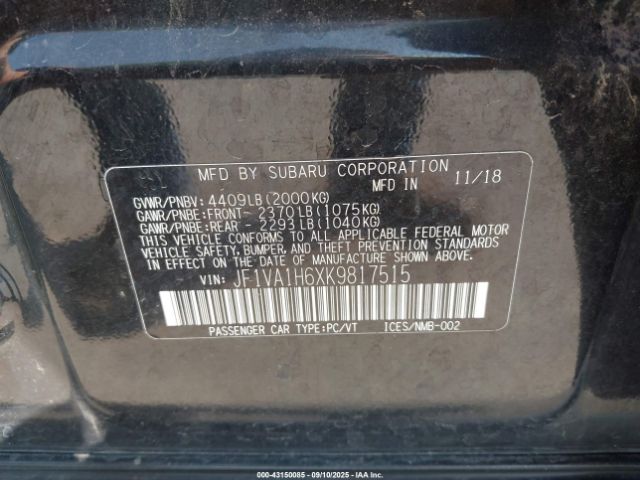 MFD BY SUBARU CORPORATION
MFD IN 11/18
GVWR/PNBV: 4409LB(2000KG)
GAWR/PNBE:FRONT- 2370LB(1075KG)
GAWR/PNBE:REAR - 2293LB(1040KG)
THIS VEHICLE CONFORMS TO ALL APPLICABLE FEDERAL MOTOR
VEHICLE SAFETY,BUMPER,AND THEFT PREVENTION STANDARDS
IN EFFECT ON THE DATE OF MANUFACTURE SHOWN ABOVE.
VIN: JF1VA1H6XK9817515
PASSENGER CAR TYPE:PC/VT ICES/NMB-002
000-43150085 - 09/10/2025 - IAAI.COM